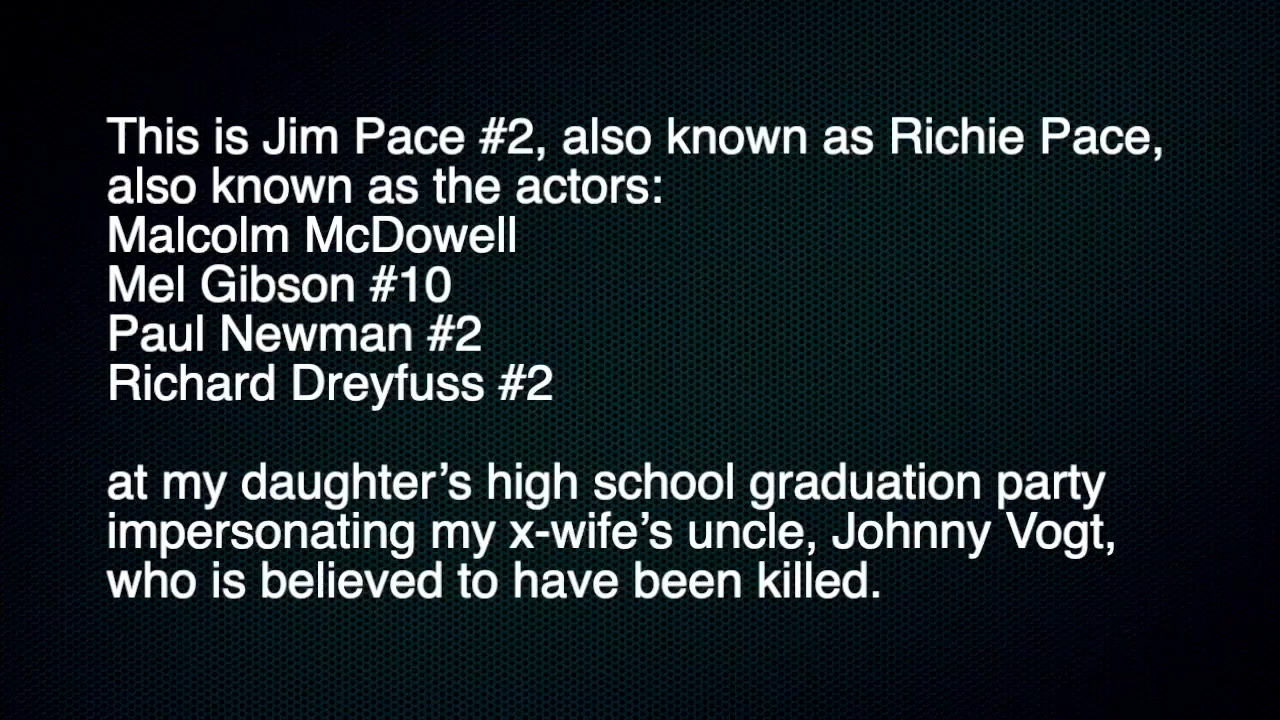 This is Jim Pace #2, also known as Richie Pace,
also known as the actors:
Malcolm McDowell
Mel Gibson #10
Paul Newman #2
Richard Dreyfuss #2
at my daughter’s high school graduation party
impersonating my x-wife’s uncle, Johnny Vogt,
who is believed to have been killed.